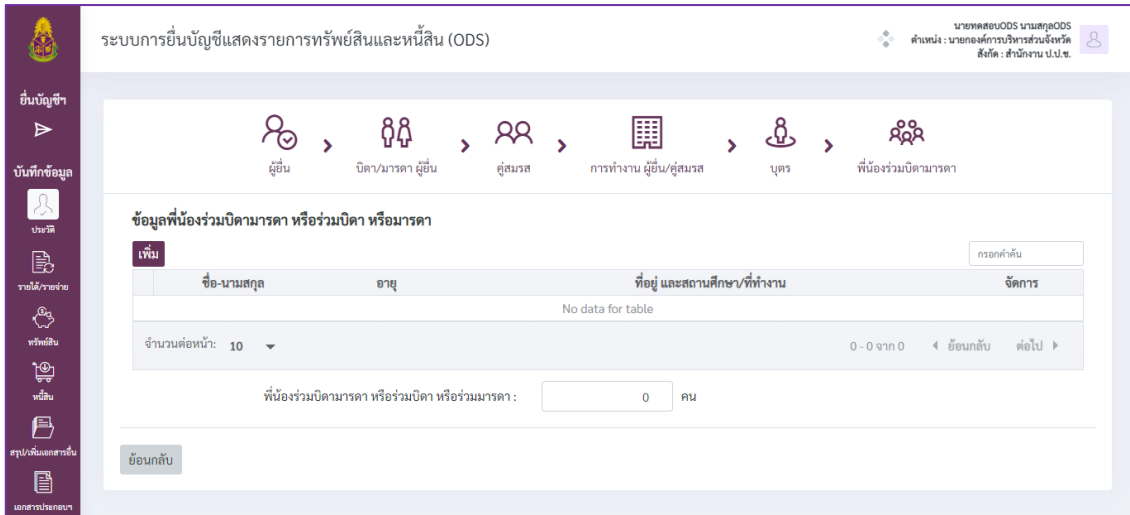 ระบบการยื่นบัญชีแสดงรายการทรัพย์สินและหนี้สิน (ODS)
นายทดสอบODS นามสกุลODS
ตำแหน่ง : นายกองค์การบริหารส่วนจังหวัด
สังกัด : สำนักงาน ป.ป.ช.
ยื่นบัญชีฯ
บันทึกข้อมูล
ประวัติ
รายได้/รายจ่าย
ทรัพย์สิน
หนี้สิน
สรุป/เพิ่มเอกสารอื่น
เอกสารประกอบฯ
ผู้ยื่น
บิดา/มารดา ผู้ยื่น
คู่สมรส
การทำงาน ผู้ยื่น/คู่สมรส
บุตร
พี่น้องร่วมบิดามารดา
ข้อมูลพี่น้องร่วมบิดามารดา หรือร่วมบิดา หรือมารดา
เพิ่ม
กรอกคำค้น
ชื่อ-นามสกุล อายุ ที่อยู่ และสถานศึกษา/ที่ทำงาน จัดการ
No data for table
จำนวนต่อหน้า: 10 0 - 0 จาก 0 ย้อนกลับ ต่อไป
พี่น้องร่วมบิดามารดา หรือร่วมบิดา หรือร่วมมารดา : 0 คน
ย้อนกลับ